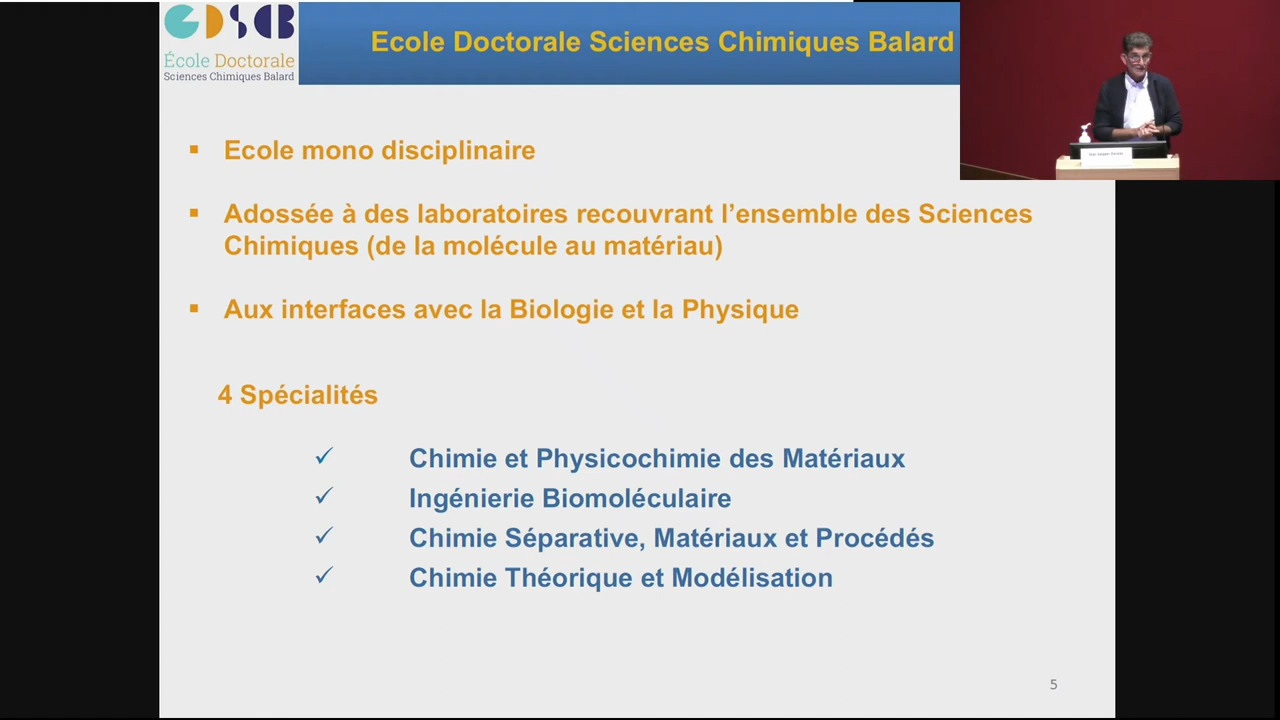 EDSCB
École Doctorale
Sciences Chimiques Balard
Ecole Doctorale Sciences Chimiques Balard
▪ Ecole mono disciplinaire
▪ Adossée à des laboratoires recouvrant l’ensemble des Sciences
Chimiques (de la molécule au matériau)
▪ Aux interfaces avec la Biologie et la Physique
4 Spécialités
✓ Chimie et Physicochimie des Matériaux
✓ Ingénierie Biomoléculaire
✓ Chimie Séparative, Matériaux et Procédés
✓ Chimie Théorique et Modélisation
5